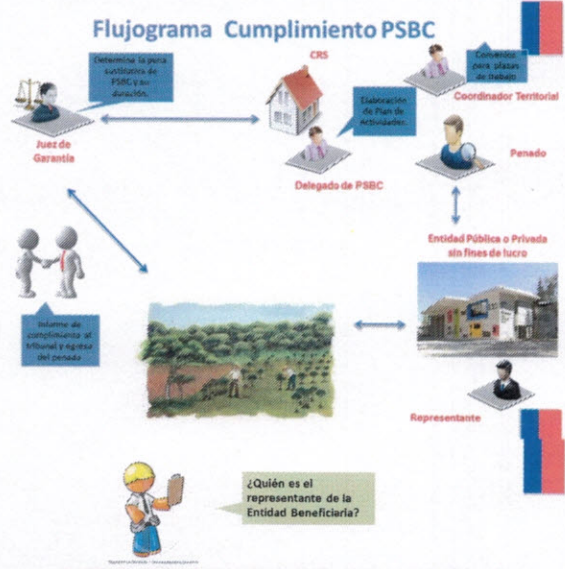 Flujograma Cumplimiento PSBC
Determina la pena
sustitutiva de
PSBC y su
duración.
Juez de
Garantía
CRS
Elaboración
de Plan de
Actividades.
Delegado de PSBC
Convenios
para plazas
de trabajo
Coordinador Territorial
Penado
Entidad Pública o Privada
sin fines de lucro
Informe de
cumplimiento al
tribunal y egreso
del penado
Representante
¿Quién es el
representante de la
Entidad Beneficiaria?